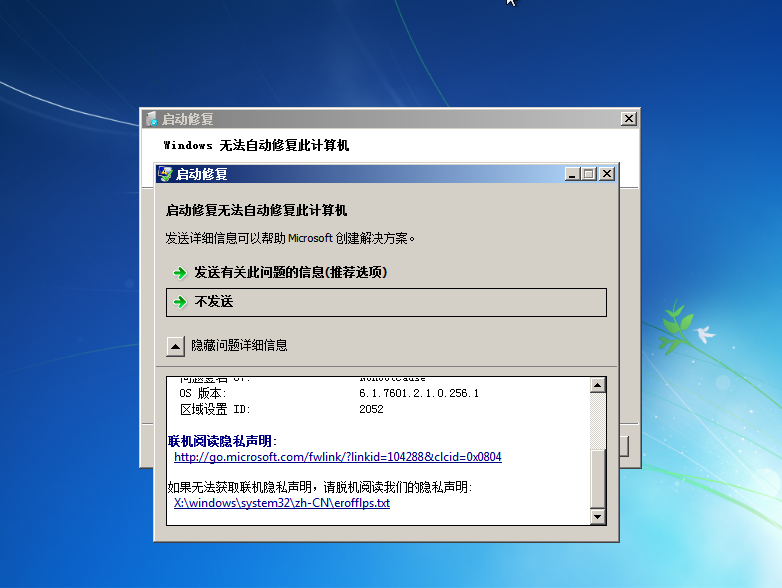 启动修复
Windows 无法自动修复此计算机
启动修复
启动修复无法自动修复此计算机
发送详细信息可以帮助 Microsoft 创建解决方案。
发送有关此问题的信息(推荐选项)
不发送
隐藏问题详细信息
OS 版本: 6.1.7601.2.1.0.256.1
区域设置 ID: 2052
联机阅读隐私声明:
http://go.microsoft.com/fwlink/?linkid=104288&clcid=0x0804
如果无法获取联机隐私声明，请脱机阅读我们的隐私声明:
X:\windows\system32\zh-CN\erofflps.txt